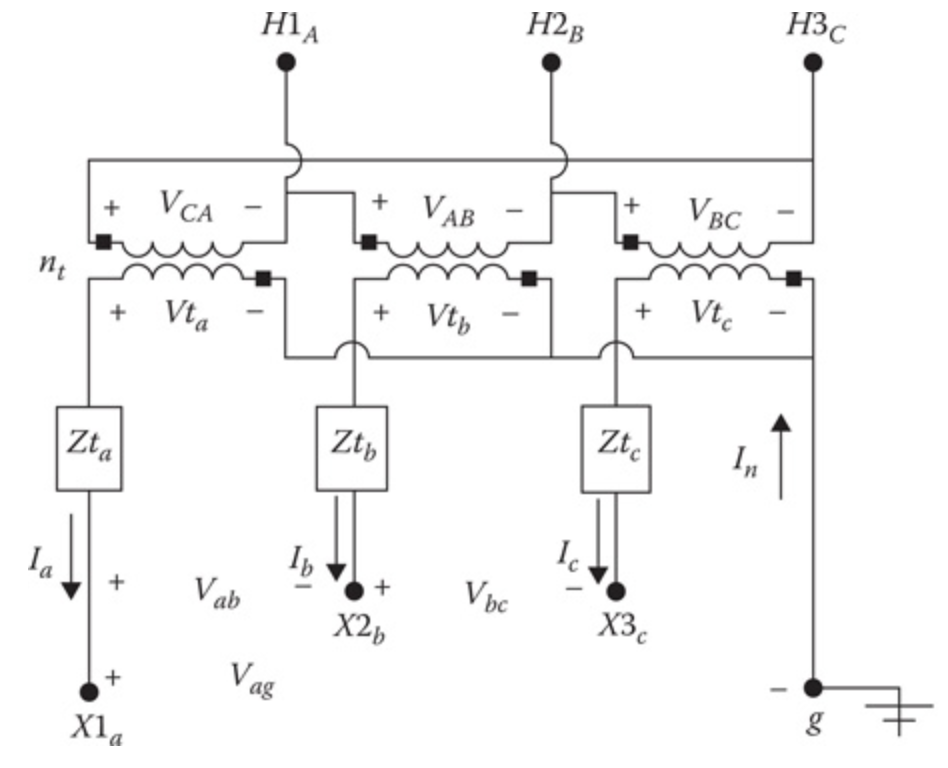 H1A H2B H3C
+ VCA − + VAB − + VBC −
nt
+ Vta − + Vtb − + Vtc −
Zta Ztb Ztc In
Ia + Vab Ib − + Vbc Ic −
X2b X3c
+ Vag −
X1a g